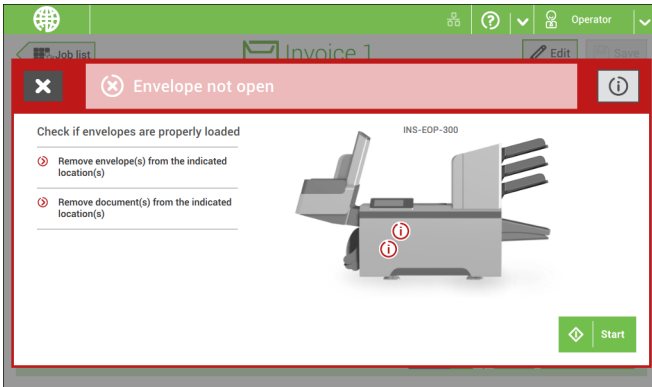 Operator
Job list
Invoice 1
Edit
Save
Envelope not open
Check if envelopes are properly loaded
Remove envelope(s) from the indicated
location(s)
Remove document(s) from the indicated
location(s)
INS-EOP-300
Start